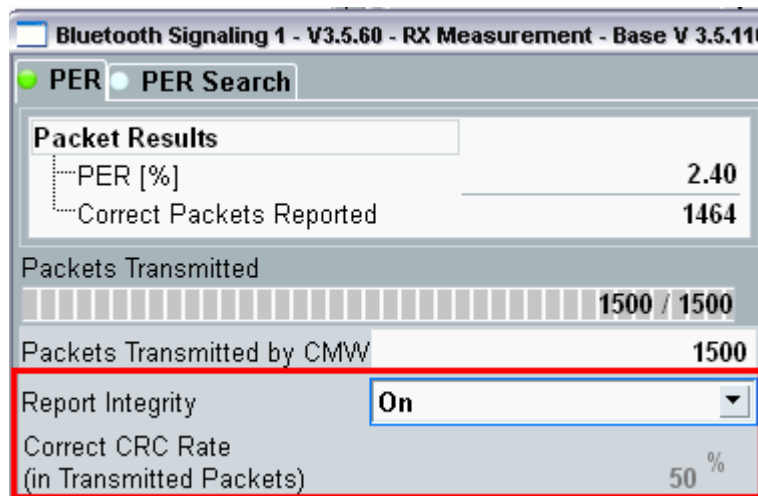 Bluetooth Signaling 1 - V3.5.60 - RX Measurement - Base V 3.5.11
PER PER Search
Packet Results
PER [%] 2.40
Correct Packets Reported 1464
Packets Transmitted
1500 / 1500
Packets Transmitted by CMW 1500
Report Integrity On
Correct CRC Rate
(in Transmitted Packets) 50 %